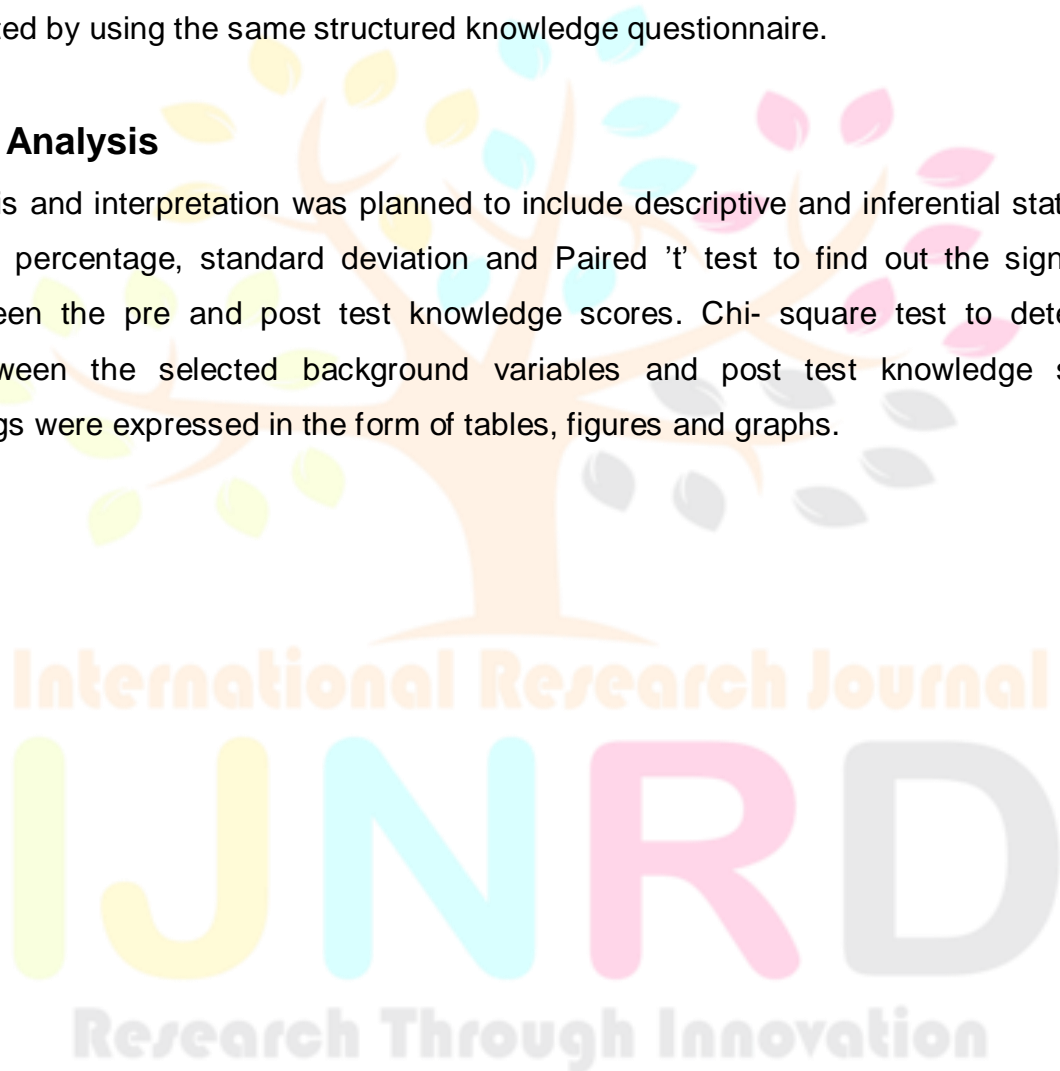 ted by using the same structured knowledge questionnaire.
Analysis
is and interpretation was planned to include descriptive and inferential stat
percentage, standard deviation and Paired ’t’ test to find out the sign
een the pre and post test knowledge scores. Chi- square test to dete
ween the selected background variables and post test knowledge s
gs were expressed in the form of tables, figures and graphs.
International Research Journal
IJNRD
Research Through Innovation